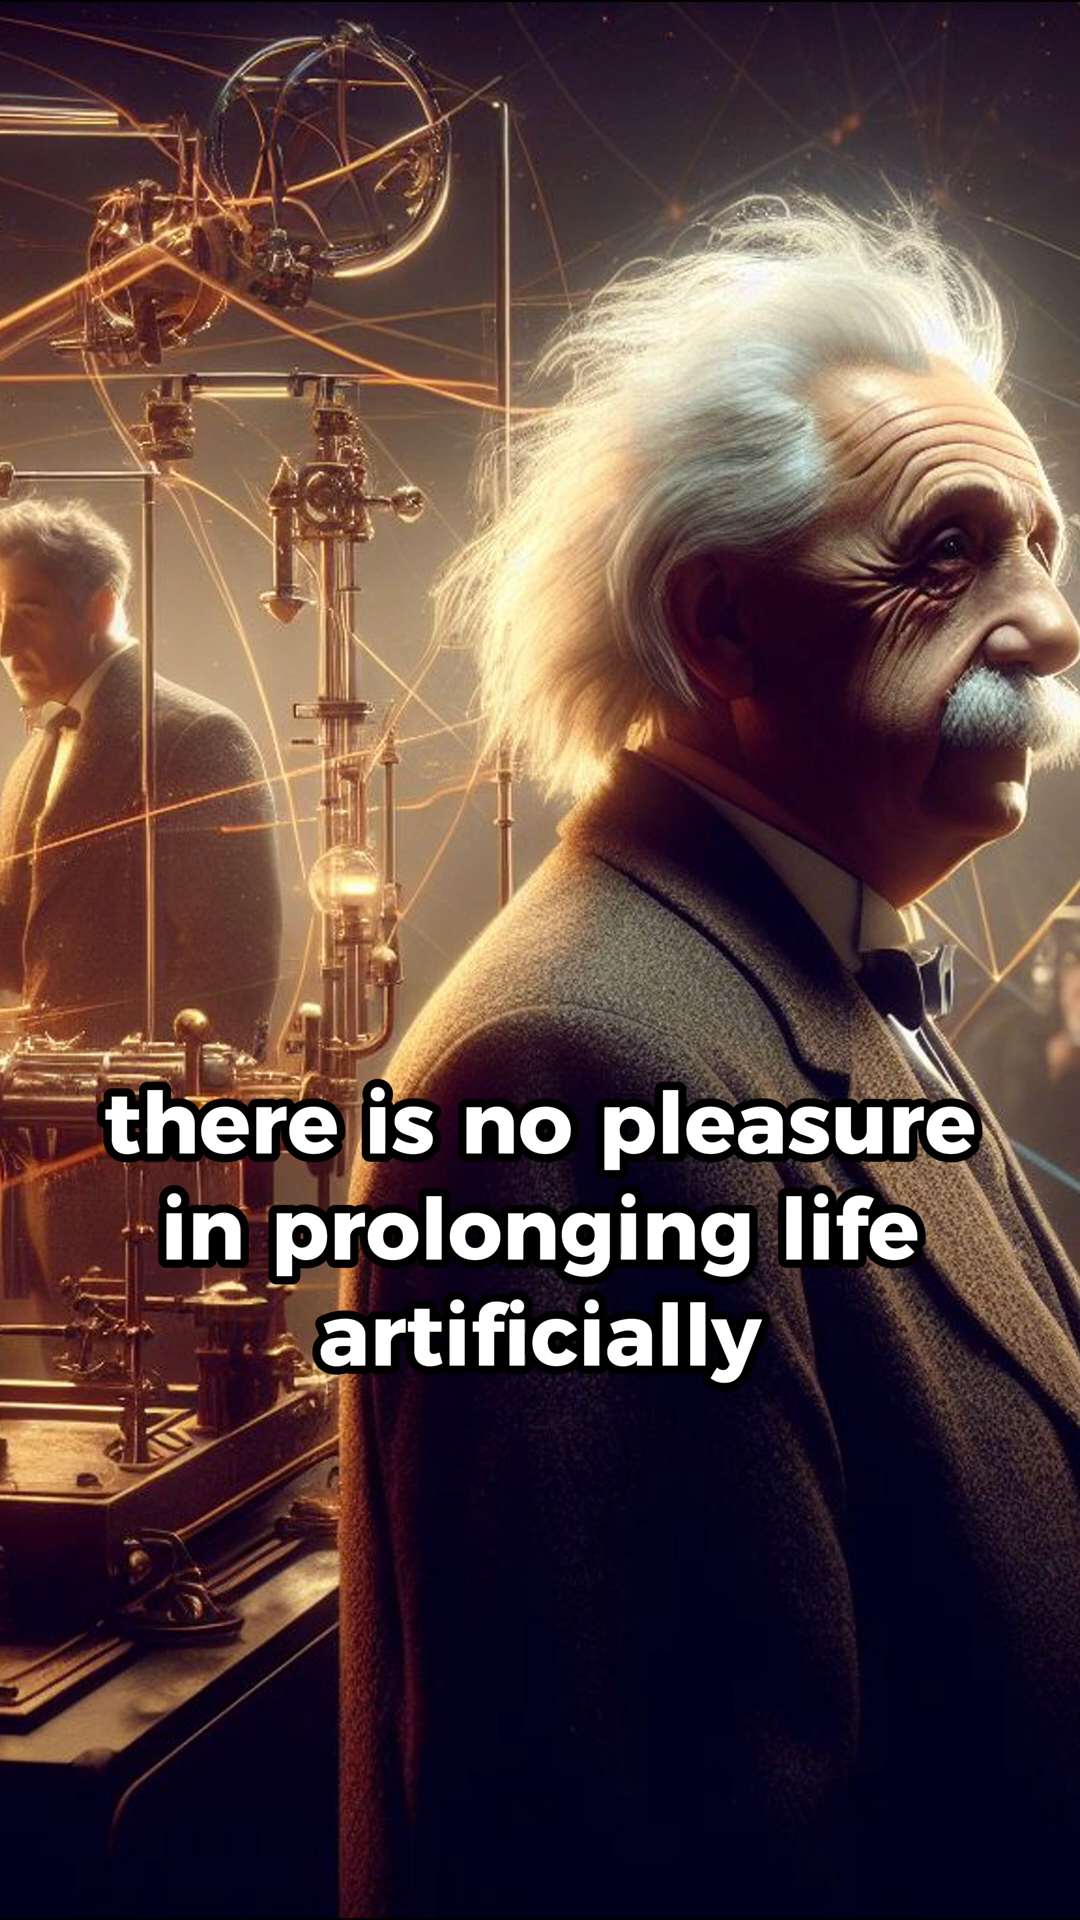 there is no pleasure
in prolonging life
artificially